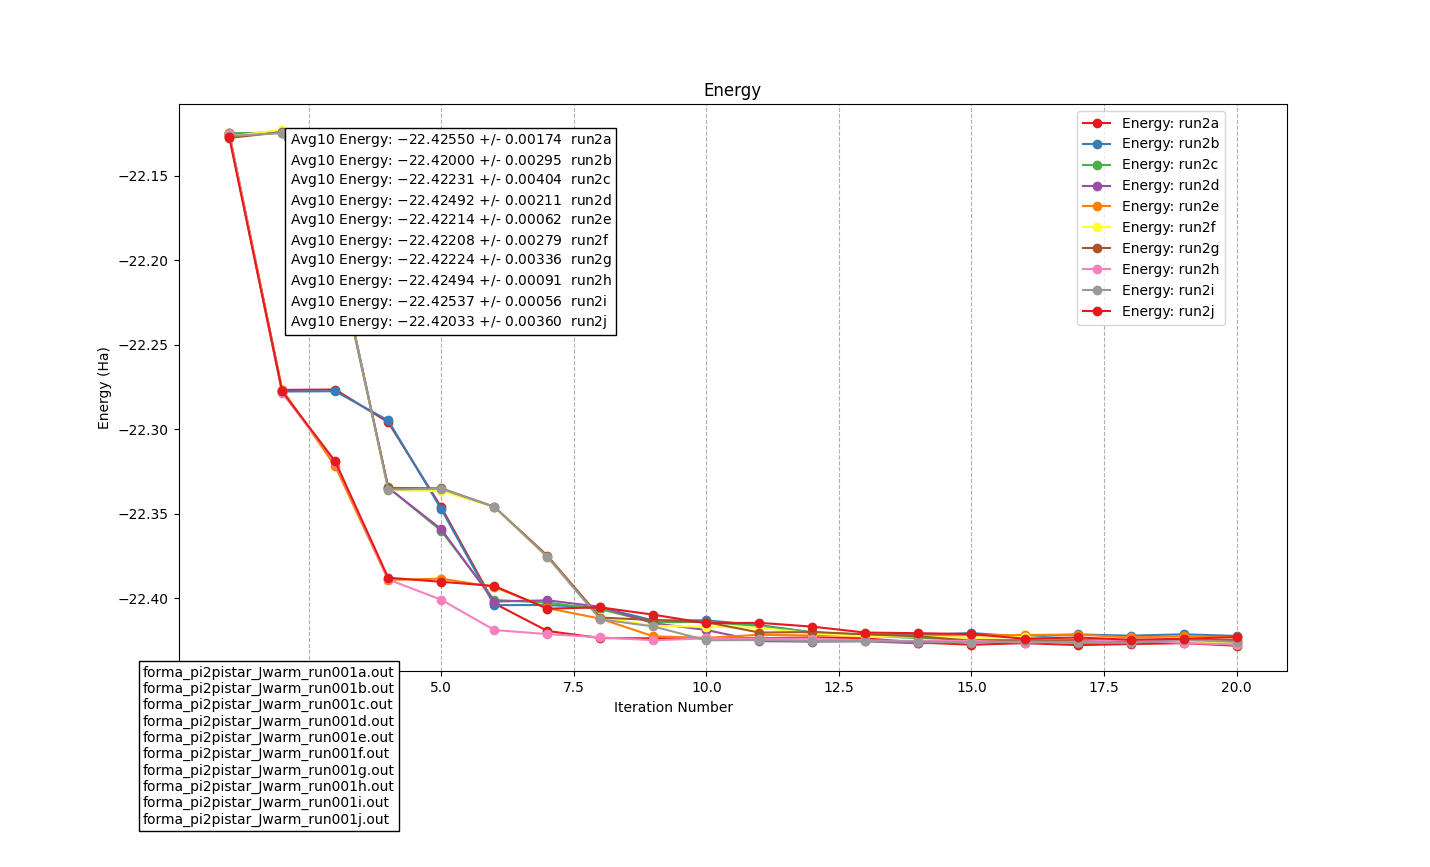 Energy
Avg10 Energy: −22.42550 +/- 0.00174  run2a
Avg10 Energy: −22.42000 +/- 0.00295  run2b
Avg10 Energy: −22.42231 +/- 0.00404  run2c
Avg10 Energy: −22.42492 +/- 0.00211  run2d
Avg10 Energy: −22.42214 +/- 0.00062  run2e
Avg10 Energy: −22.42208 +/- 0.00279  run2f
Avg10 Energy: −22.42224 +/- 0.00336  run2g
Avg10 Energy: −22.42494 +/- 0.00091  run2h
Avg10 Energy: −22.42537 +/- 0.00056  run2i
Avg10 Energy: −22.42033 +/- 0.00360  run2j
Energy: run2a
Energy: run2b
Energy: run2c
Energy: run2d
Energy: run2e
Energy: run2f
Energy: run2g
Energy: run2h
Energy: run2i
Energy: run2j
−22.15
−22.20
−22.25
−22.30
−22.35
−22.40
Energy (Ha)
5.0 7.5 10.0 12.5 15.0 17.5 20.0
Iteration Number
forma_pi2pistar_Jwarm_run001a.out
forma_pi2pistar_Jwarm_run001b.out
forma_pi2pistar_Jwarm_run001c.out
forma_pi2pistar_Jwarm_run001d.out
forma_pi2pistar_Jwarm_run001e.out
forma_pi2pistar_Jwarm_run001f.out
forma_pi2pistar_Jwarm_run001g.out
forma_pi2pistar_Jwarm_run001h.out
forma_pi2pistar_Jwarm_run001i.out
forma_pi2pistar_Jwarm_run001j.out